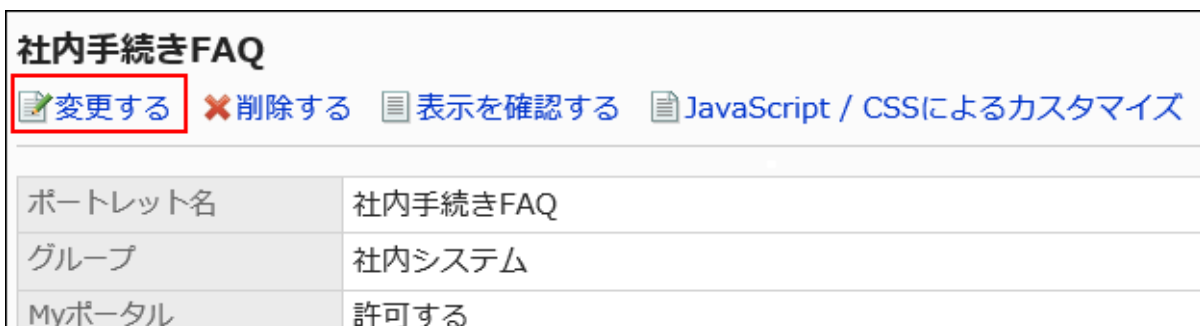 社内手続きFAQ
変更する 削除する 表示を確認する JavaScript / CSSによるカスタマイズ
ポートレット名 社内手続きFAQ
グループ 社内システム
Myポータル 許可する